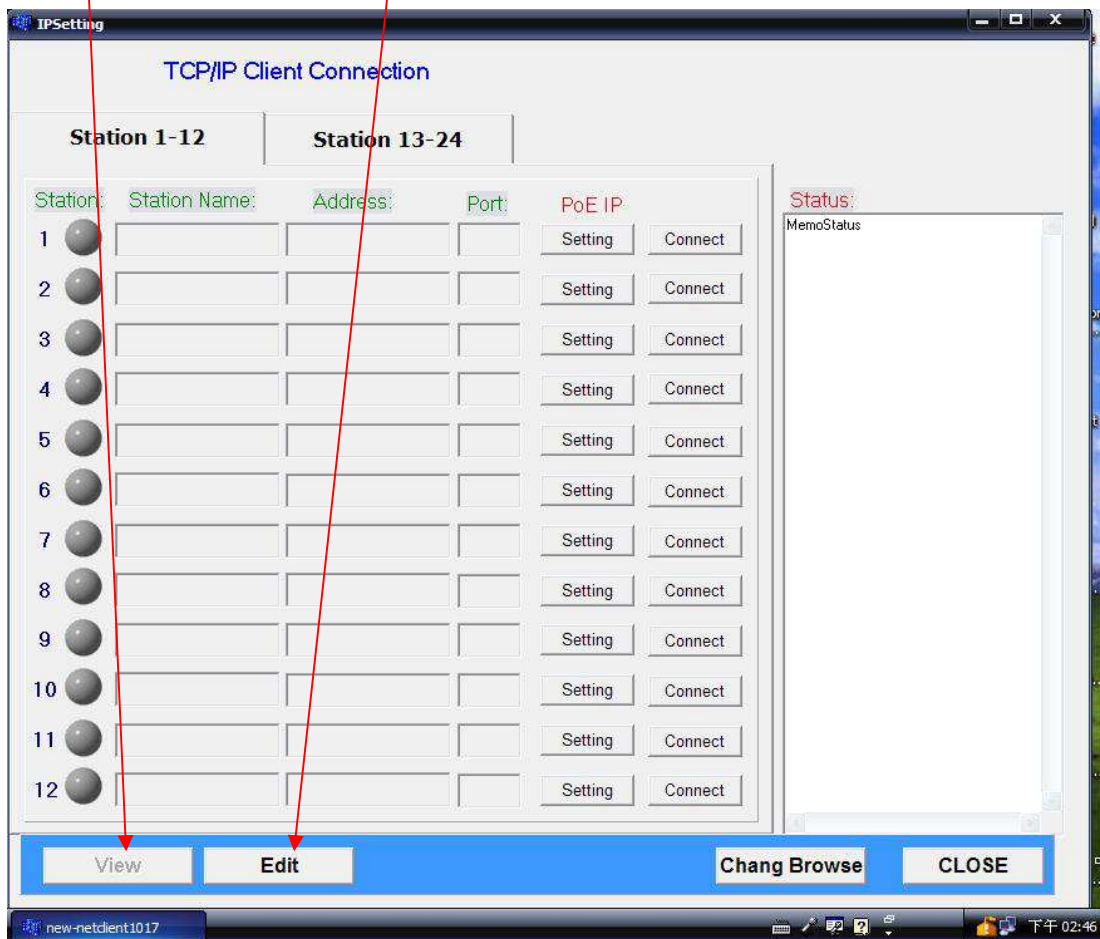 IPSetting
TCP/IP Client Connection
Station 1-12 Station 13-24
Station: Station Name: Address: Port: PoE IP Status:
MemoStatus
1 Setting Connect
2 Setting Connect
3 Setting Connect
4 Setting Connect
5 Setting Connect
6 Setting Connect
7 Setting Connect
8 Setting Connect
9 Setting Connect
10 Setting Connect
11 Setting Connect
12 Setting Connect
View Edit Chang Browse CLOSE
new-netclient1017 下午 02:46